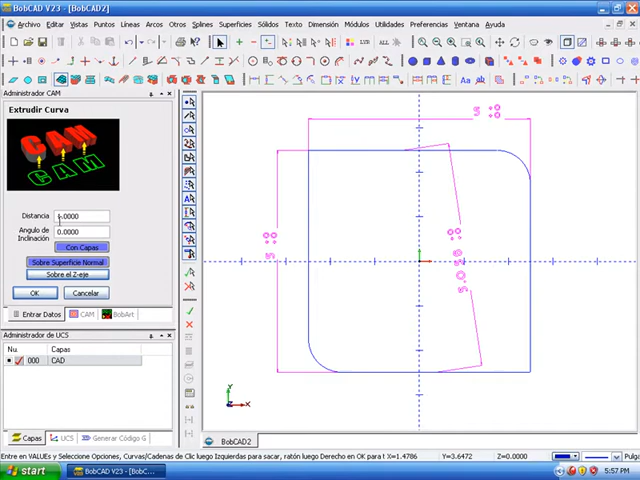 BobCAD V23 - [BobCADZ]
Archivo Editar Vistas Puntos Líneas Arcos Otros Splines Superficies Sólidos Texto Dimensión Módulos Utilidades Preferencias Ventana Ayuda
ALL
Administrador CAM
Extrudir Curva
CAM
CAM
Distancia
.0000
Angulo de Inclinación 0.0000
Con Capas
Sobre Superficie Normal
Sobre el Z-eje
OK Cancelar
Entrar Datos CAM BobArt
Administrador de UCS
Nu. Capas
000 CAD
Capas UCS Generar Código G
Y
X
BobCAD2
Entre en VALUES y Seleccione Opciones, Curvas/Cadenas de Clic luego Izquierdas para sacar, ratón luego Derecho en OK para t X=1.4786 Y=3.6472 Z=0.0000 Pulga
start BobCAD V23 - [BobC... 5:57 PM